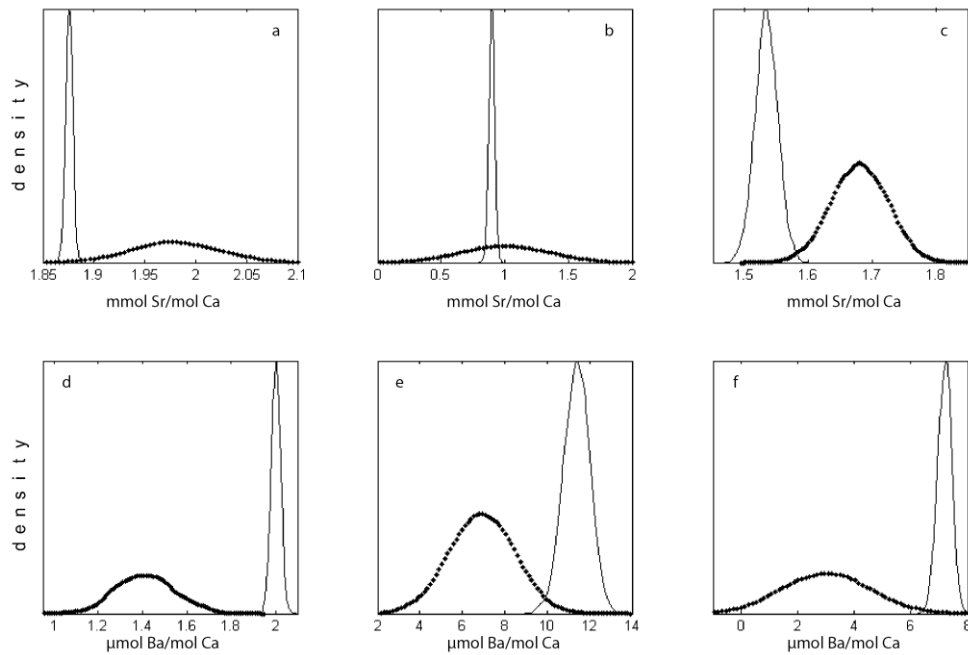 a b c
density
1.85 1.9 1.95 2 2.05 2.1 0 0.5 1 1.5 2 1.5 1.6 1.7 1.8
mmol Sr/mol Ca mmol Sr/mol Ca mmol Sr/mol Ca
d e f
density
1 1.2 1.4 1.6 1.8 2 2 4 6 8 10 12 14 0 2 4 6 8
μmol Ba/mol Ca μmol Ba/mol Ca μmol Ba/mol Ca